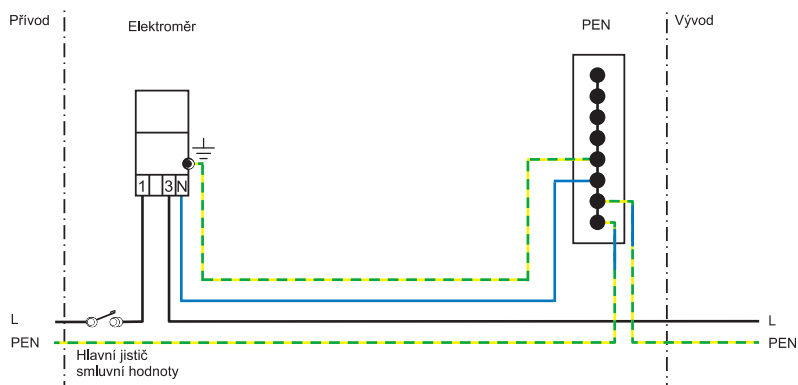 Přívod
Elektroměr
PEN
Vývod
1
3
N
L
L
PEN
PEN
Hlavní jistič
smluvní hodnoty